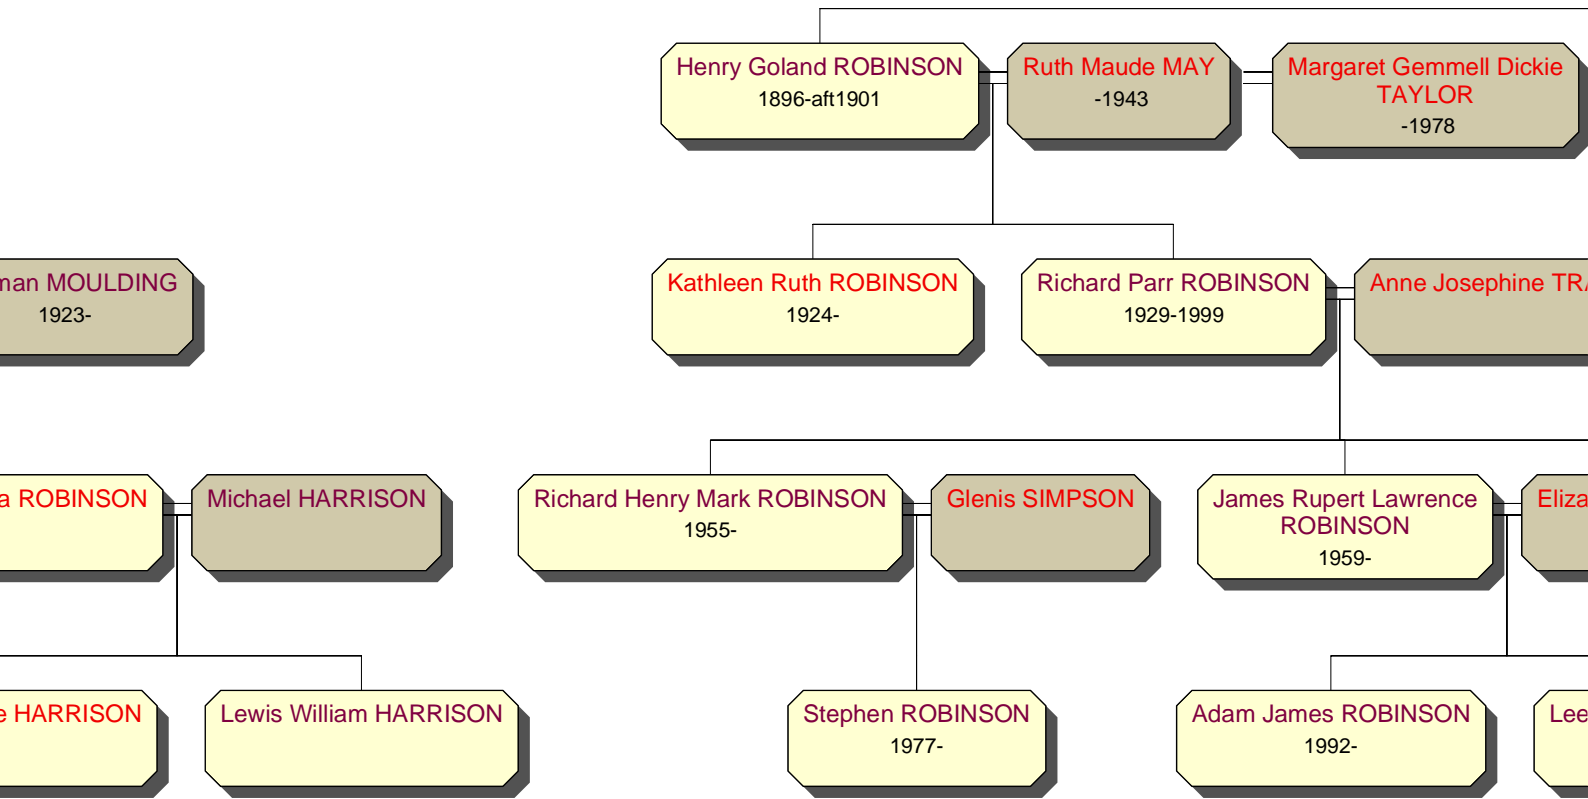 Henry Goland ROBINSON
1896-aft1901
Ruth Maude MAY
-1943
Margaret Gemmell Dickie
TAYLOR
-1978
MOULDING
1923-
Kathleen Ruth ROBINSON
1924-
Richard Parr ROBINSON
1929-1999
Anne Josephine
ROBINSON
Michael HARRISON
Richard Henry Mark ROBINSON
1955-
Glenis SIMPSON
James Rupert Lawrence
ROBINSON
1959-
HARRISON
Lewis William HARRISON
Stephen ROBINSON
1977-
Adam James ROBINSON
1992-
Lee